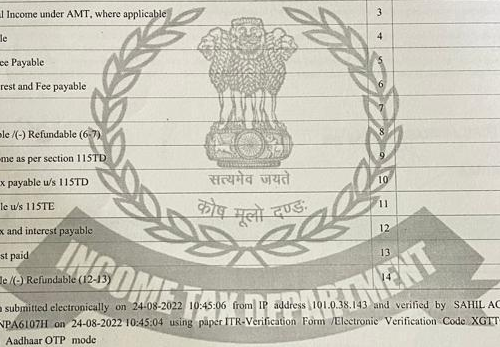 l Income under AMT, where applicable 3
le 4
ee Payable 5
rest and Fee payable 6
7
ble /(-) Refundable (6-7) 8
ome as per section 115TD 9
x payable u/s 115TD 10
le u/s 115TE 11
x and interest payable 12
st paid 13
le /(-) Refundable (12-13) 14
सत्यमेव जयते
कोष मूलो दण्डः
INCOME TAX DEPARTMENT
n submitted electronically on 24-08-2022 10:45:06 from IP address 101.0.38.143 and verified by SAHIL AG
NPA6107H on 24-08-2022 10:45:04 using paper ITR-Verification Form /Electronic Verification Code XGTT
Aadhaar OTP mode